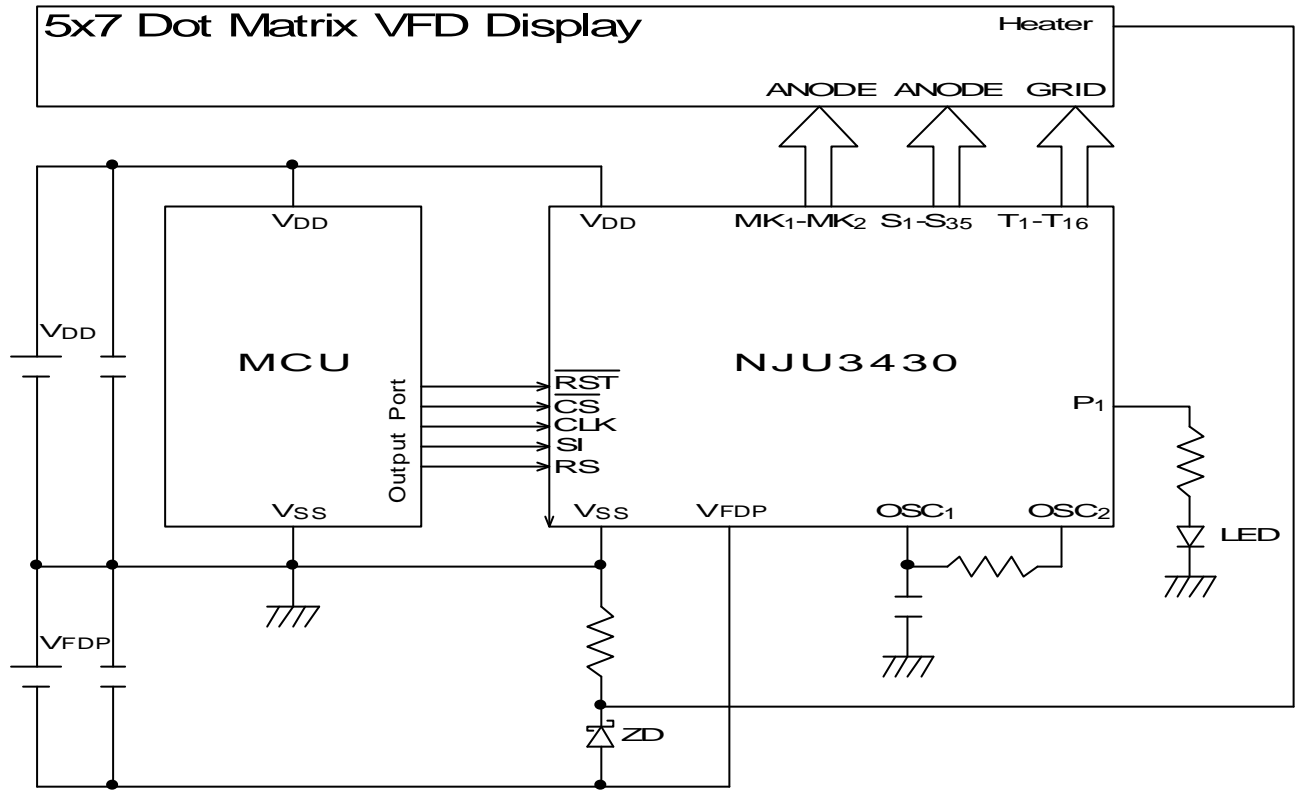 5x7 Dot Matrix VFD Display
Heater
ANODE ANODE GRID
VDD
VDD
MK1-MK2 S1-S35 T1-T16
VDD
MCU
NJU3430
Output Port
RST
CS
CLK
SI
RS
P1
VSS
VSS
VFDP
OSC1
OSC2
LED
VFDP
ZD